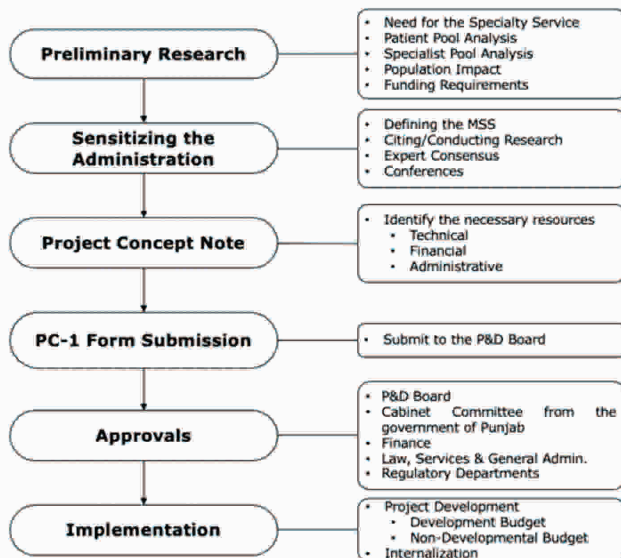 Preliminary Research
• Need for the Specialty Service
• Patient Pool Analysis
• Specialist Pool Analysis
• Population Impact
• Funding Requirements
Sensitizing the
Administration
• Defining the MSS
• Citing/Conducting Research
• Expert Consensus
• Conferences
Project Concept Note
• Identify the necessary resources
• Technical
• Financial
• Administrative
PC-1 Form Submission
• Submit to the P&D Board
Approvals
• P&D Board
• Cabinet Committee from the
government of Punjab
• Finance
• Law, Services & General Admin.
• Regulatory Departments
Implementation
• Project Development
• Development Budget
• Non-Developmental Budget
• Internalization